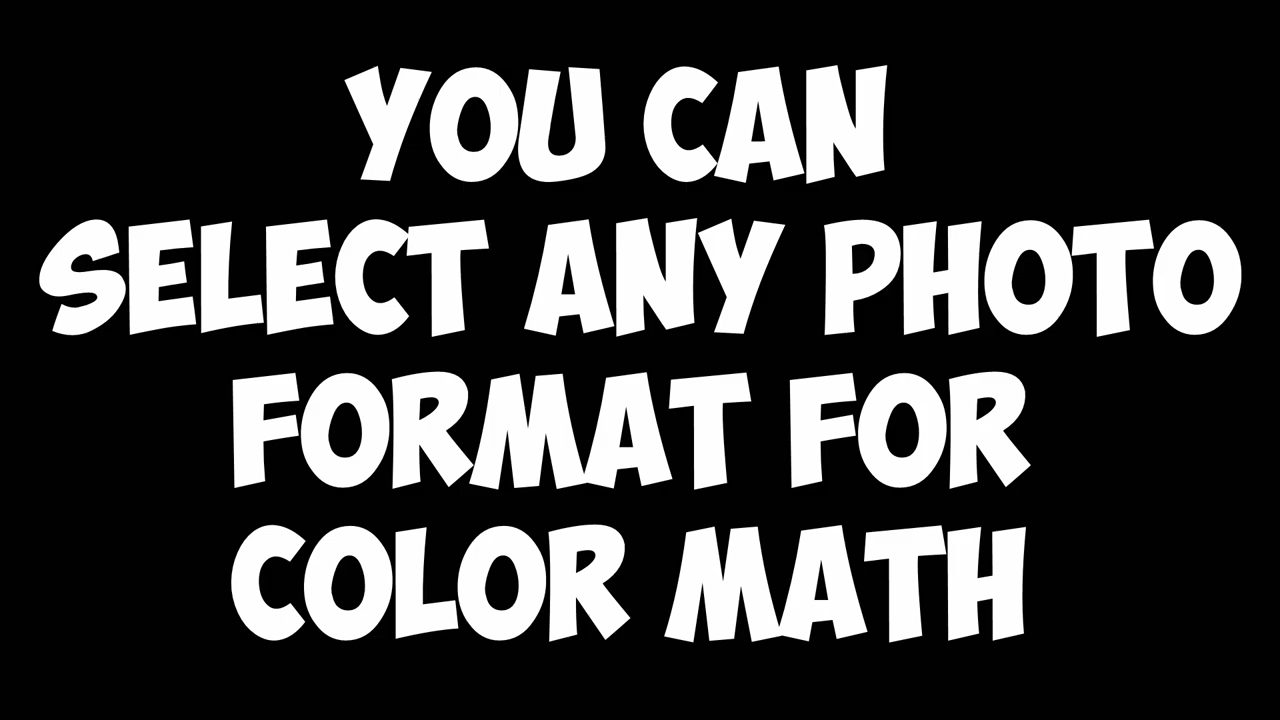 YOU CAN
SELECT ANY PHOTO
FORMAT FOR
COLOR MATH